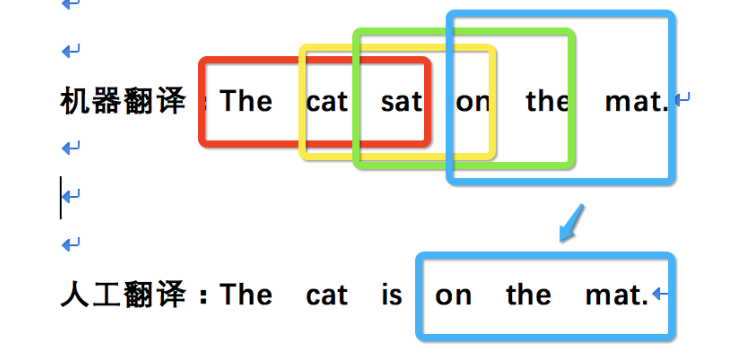 机器翻译：The cat sat on the mat.
人工翻译：The cat is on the mat.